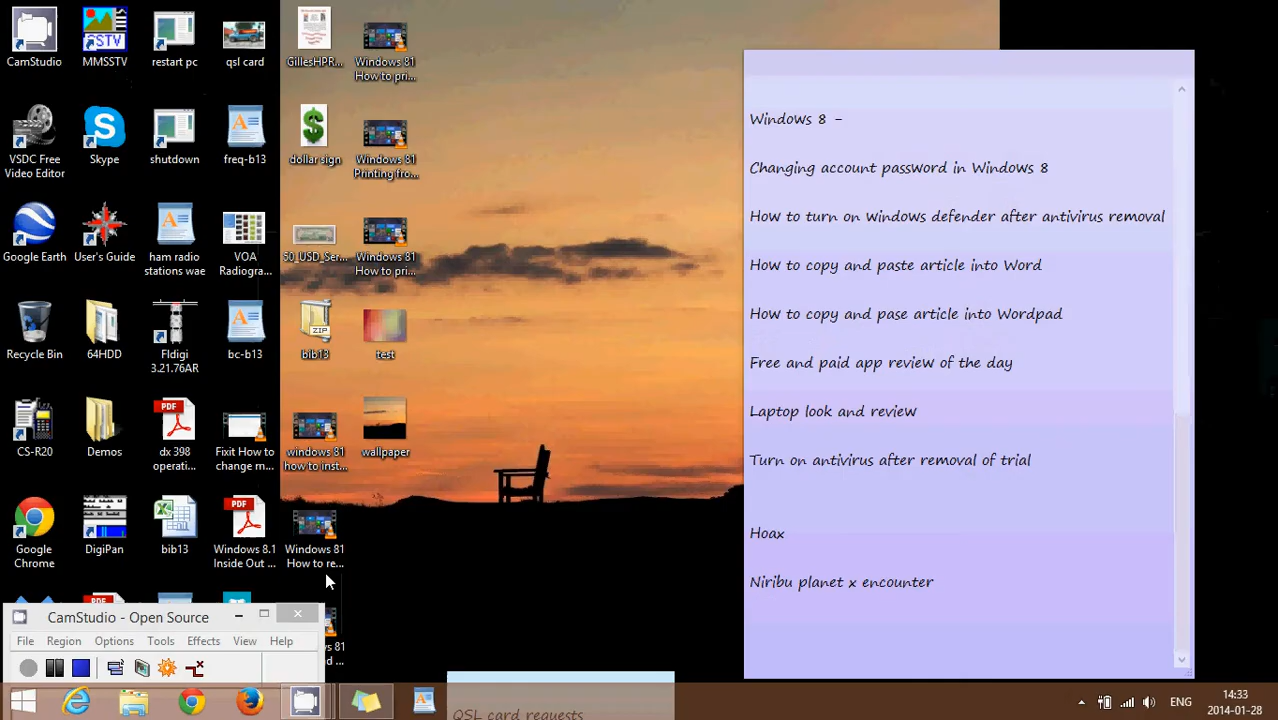 CamStudio
MMSSTV
restart pc
qsl card
GillesHPR...
Windows 81
How to pri...
SSTV
VSDC Free
Video Editor
Skype
shutdown
freq-b13
dollar sign
Windows 81
Printing fro...
Google Earth
User's Guide
ham radio
stations wae
VOA
Radiogra...
50_USD_Ser...
Windows 81
How to pri...
Recycle Bin
64HDD
Fldigi
3.21.76AR
bc-b13
ZIP
bib13
test
CS-R20
Demos
PDF
dx 398
operati...
Fixit How to
change m...
windows 81
how to inst...
wallpaper
Google
Chrome
DigiPan
bib13
PDF
Windows 8.1
Inside Out ...
Windows 81
How to re...
Windows 8 -
Changing account password in Windows 8
How to turn on windows defender after antivirus removal
How to copy and paste article into Word
How to copy and pase article into Wordpad
Free and paid app review of the day
Laptop look and review
Turn on antivirus after removal of trial
Hoax
Niribu planet x encounter
CamStudio - Open Source
File Region Options Tools Effects View Help
QSL card requests
ENG
14:33
2014-01-28